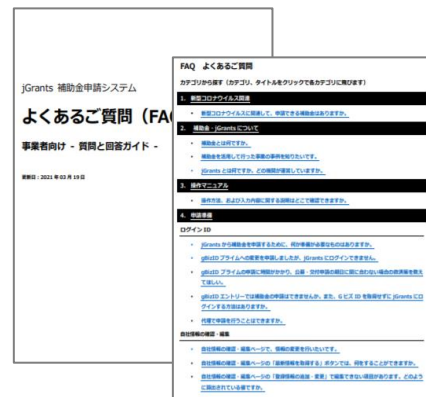 jGrants 補助金申請システム
よくあるご質問（FA
事業者向け - 質問と回答ガイド -
更新日：2021 年 03 月 19 日
FAQ よくあるご質問
カテゴリから探す（カテゴリ、タイトルをクリックで各カテゴリに飛びます）
1. 新型コロナウイルス関連
• 新型コロナウイルスに関連して、申請できる補助金はありますか。
2. 補助金・jGrants について
• 補助金とは何ですか。
• 補助金を活用して行った事業の事例を知りたいです。
• jGrants とは何ですか。どの機関が運営していますか。
3. 操作マニュアル
• 操作方法、および入力内容に関する説明はどこで確認できますか。
4. 申請準備
ログイン ID
• jGrants から補助金を申請するために、何か準備が必要なものはありますか。
• gBizID プライムへの変更を申請しましたが、jGrants にログインできません。
• gBizID プライムの申請に時間がかかり、公募・交付申請の期日に間に合わない場合の救済等を教え
てほしい。
• gBizID エントリーでは補助金の申請はできませんか。また、G ビズ ID を取得せずに jGrants にロ
グインする方法はありますか。
• 代理で申請を行うことはできますか。
自社情報の確認・編集
• 自社情報の確認・編集ページで、情報の変更を行いたいです。
• 自社情報の確認・編集ページの「最新情報を取得する」ボタンでは、何をすることができますか。
• 自社情報の確認・編集ページの「登録情報の追加・変更」で編集できない項目があります。どのよう
に抽出されている値ですか。